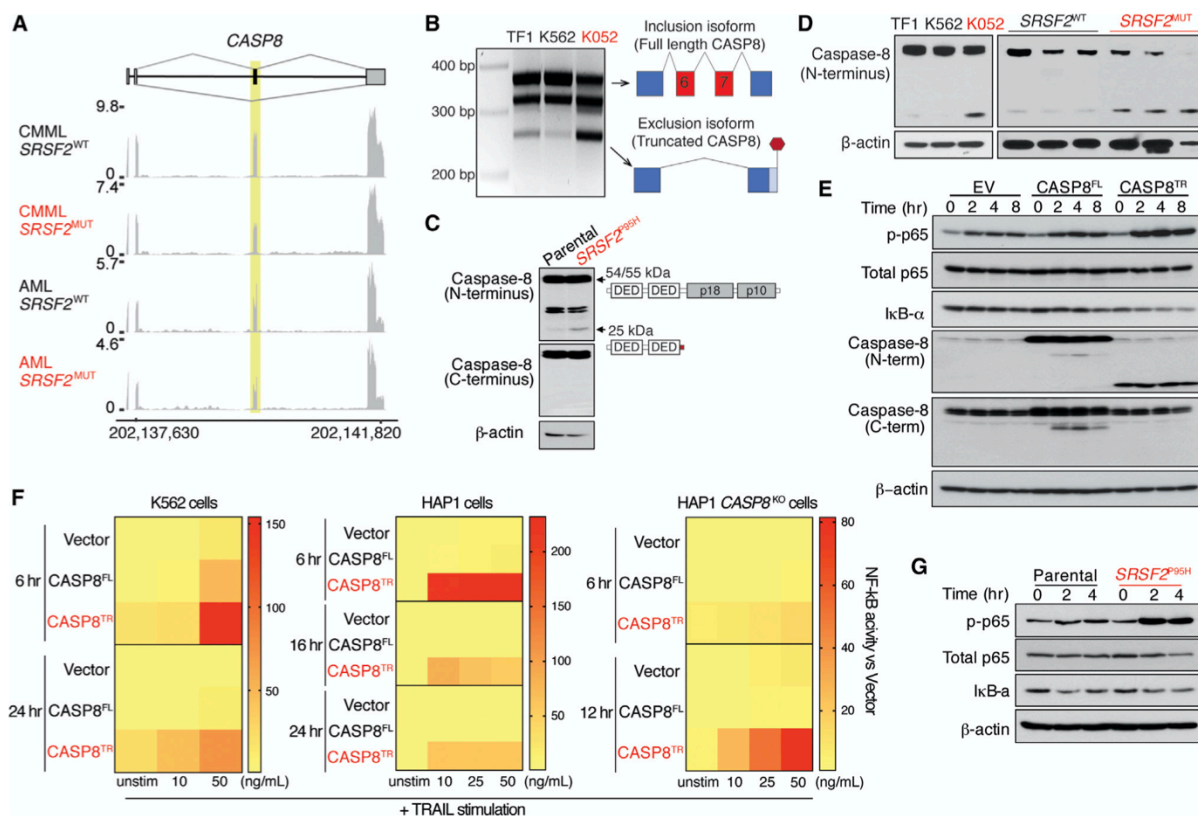 A
CASP8
9.8
CMML
SRSF2WT
0
7.4
CMML
SRSF2MUT
0
5.7
AML
SRSF2WT
0
4.6
AML
SRSF2MUT
0
202,137,630 202,141,820
B
TF1 K562 K052
400 bp
300 bp
200 bp
Inclusion isoform
(Full length CASP8)
6 7
Exclusion isoform
(Truncated CASP8)
C
Parental SRSF2P95H
Caspase-8
(N-terminus)
54/55 kDa
DED DED p18 p10
25 kDa
DED DED
Caspase-8
(C-terminus)
β-actin
D
TF1 K562 K052 SRSF2WT SRSF2MUT
Caspase-8
(N-terminus)
β-actin
E
EV CASP8FL CASP8TR
Time (hr) 0 2 4 8 0 2 4 8 0 2 4 8
p-p65
Total p65
IκB-α
Caspase-8
(N-term)
Caspase-8
(C-term)
β–actin
F
K562 cells
Vector
6 hr CASP8FL
CASP8TR
Vector
24 hr CASP8FL
CASP8TR
unstim 10 50 (ng/mL)
150
100
50
0
HAP1 cells
Vector
6 hr CASP8FL
CASP8TR
Vector
16 hr CASP8FL
CASP8TR
Vector
24 hr CASP8FL
CASP8TR
unstim 10 25 50 (ng/mL)
200
150
100
50
HAP1 CASP8KO cells
Vector
6hr CASP8FL
CASP8TR
Vector
12 hr CASP8FL
CASP8TR
unstim 10 25 50 (ng/mL)
80
60
40
20
0
NF-kB acivity vs Vector
+ TRAIL stimulation
G
Parental SRSF2P95H
Time (hr) 0 2 4 0 2 4
p-p65
Total p65
IκB-a
β-actin